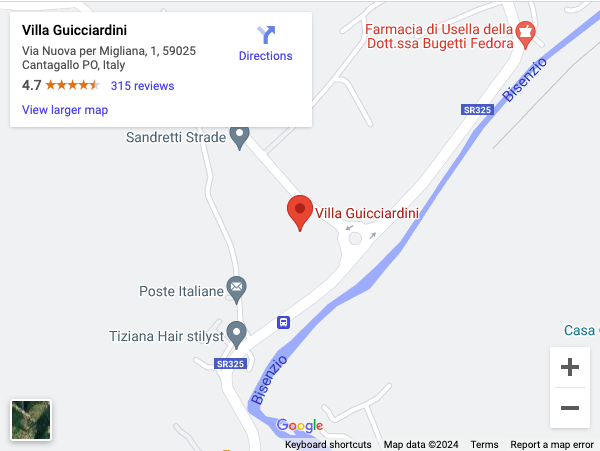 Villa Guicciardini
Via Nuova per Migliana, 1, 59025
Cantagallo PO, Italy
4.7 315 reviews
View larger map
Directions
Farmacia di Usella della
Dott.ssa Bugetti Fedora
Bisenzio
SR325
Sandretti Strade
Villa Guicciardini
Poste Italiane
Tiziana Hair stilyst
SR325
Bisenzio
Casa
Google
Keyboard shortcuts Map data ©2024 Terms Report a map error